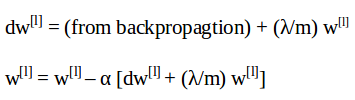 dw[l] = (from backpropagtion) + (λ/m) w[l]
w[l] = w[l] – α [dw[l] + (λ/m) w[l]]